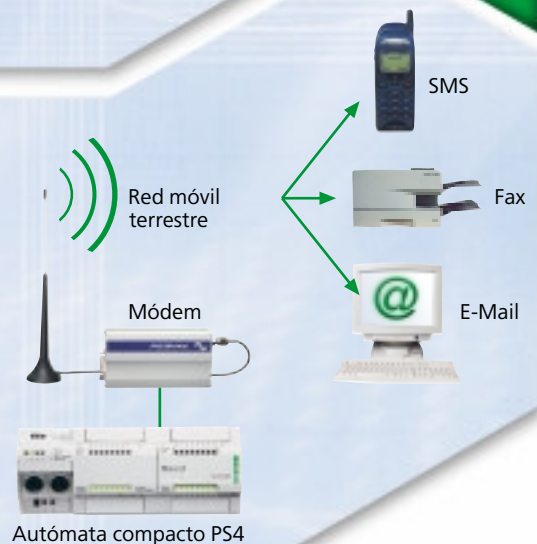 SMS
Red móvil
terrestre
Fax
@
Módem
E-Mail
Autómata compacto PS4